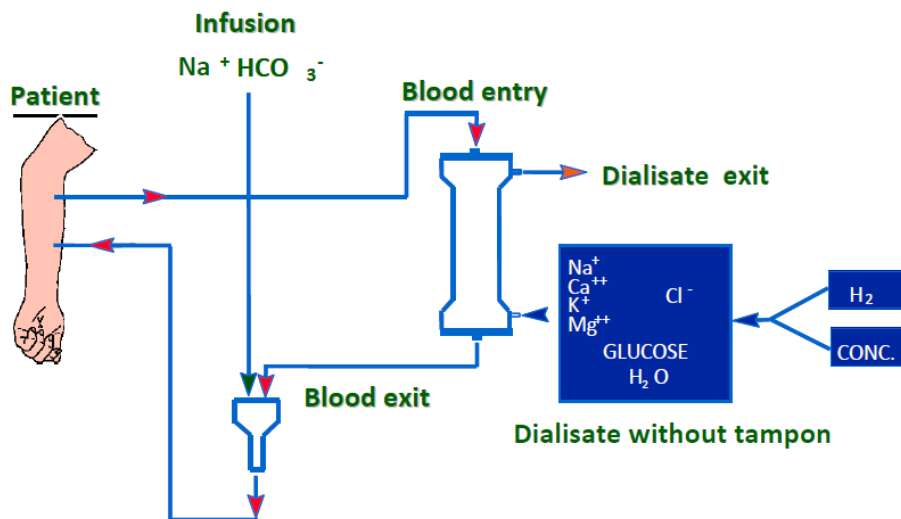 Infusion
Na + HCO 3 -
Patient
Blood entry
Dialisate exit
Na+
Ca++
K+
Mg++
Cl -
GLUCOSE
H2 O
H2
CONC.
Blood exit
Dialisate without tampon